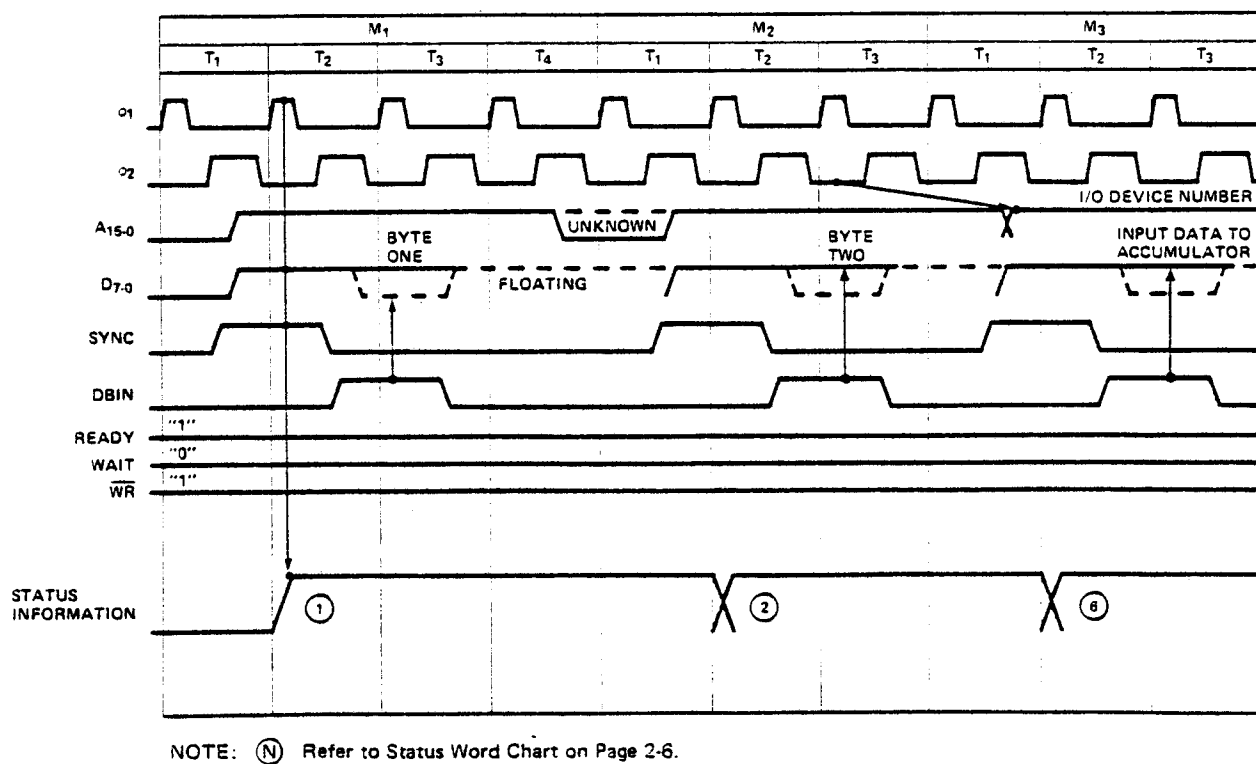 M1 M2 M3
T1 T2 T3 T4 T1 T2 T3 T1 T2 T3
φ1
φ2
I/O DEVICE NUMBER
A15-0
UNKNOWN
BYTE ONE
BYTE TWO
INPUT DATA TO ACCUMULATOR
D7-0
FLOATING
SYNC
DBIN
READY "1"
WAIT "0"
WR "1"
STATUS INFORMATION
1 2 6
NOTE: N Refer to Status Word Chart on Page 2-6.